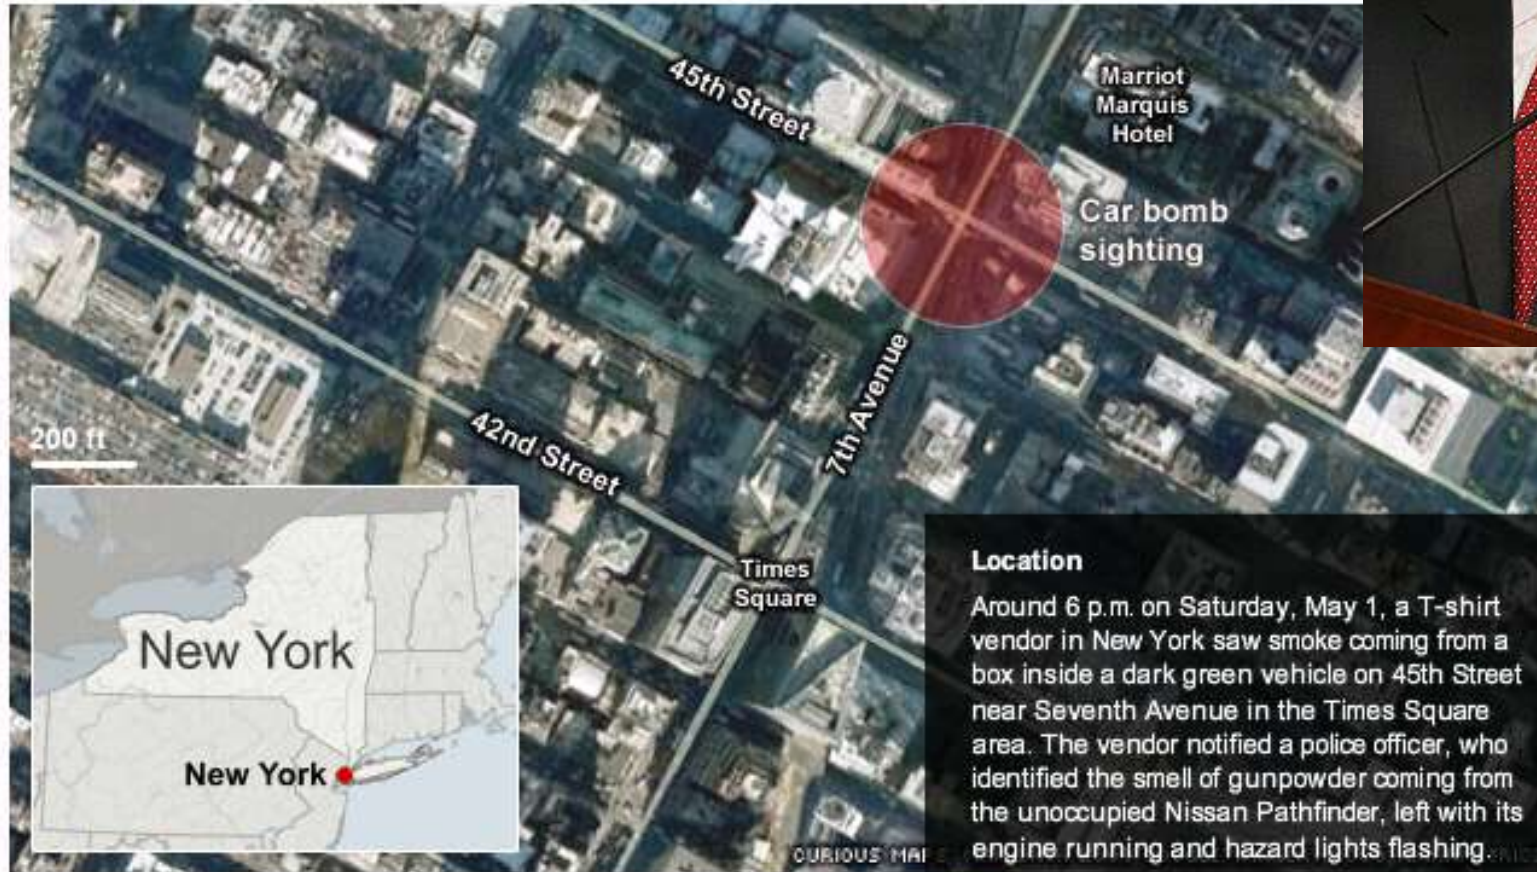 45th Street
Marriot
Marquis
Hotel
Car bomb
sighting
7th Avenue
200 ft
42nd Street
Times
Square
New York
New York
Location
Around 6 p.m. on Saturday, May 1, a T-shirt
vendor in New York saw smoke coming from a
box inside a dark green vehicle on 45th Street
near Seventh Avenue in the Times Square
area. The vendor notified a police officer, who
identified the smell of gunpowder coming from
the unoccupied Nissan Pathfinder, left with its
engine running and hazard lights flashing.
CURIOUS